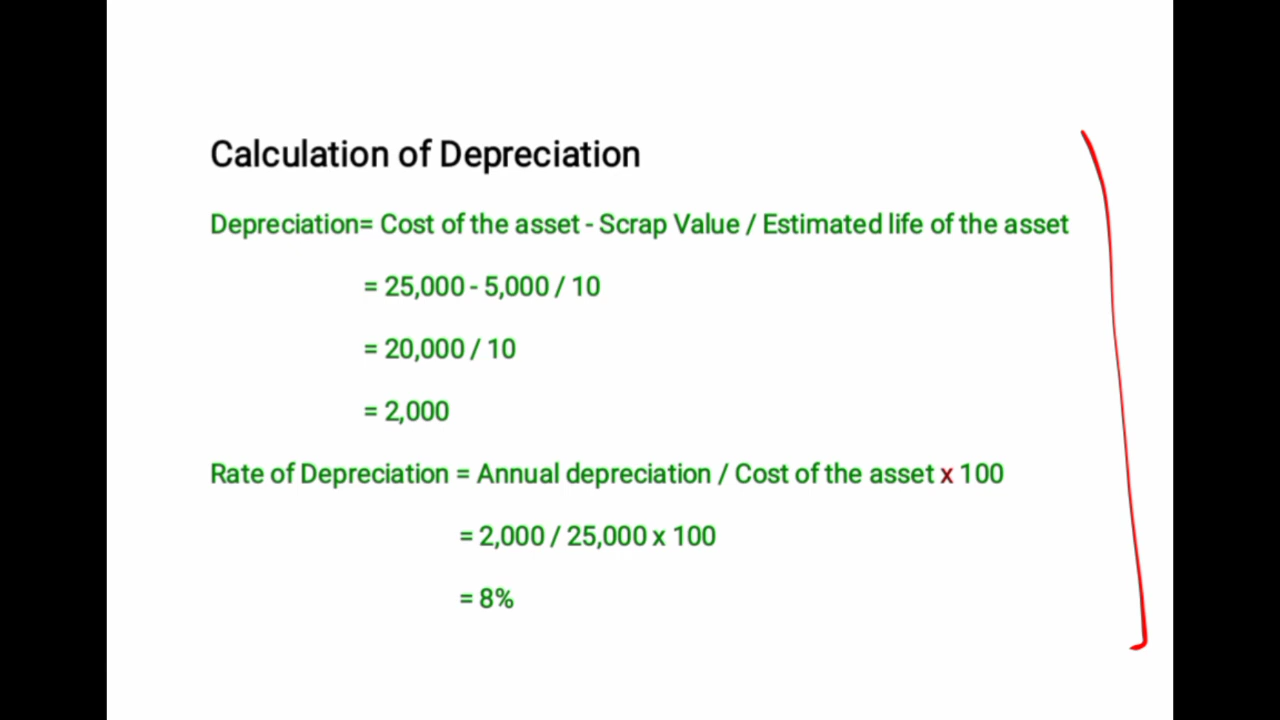 Calculation of Depreciation
Depreciation= Cost of the asset - Scrap Value / Estimated life of the asset
= 25,000 - 5,000 / 10
= 20,000 / 10
= 2,000
Rate of Depreciation = Annual depreciation / Cost of the asset x 100
= 2,000 / 25,000 x 100
= 8%